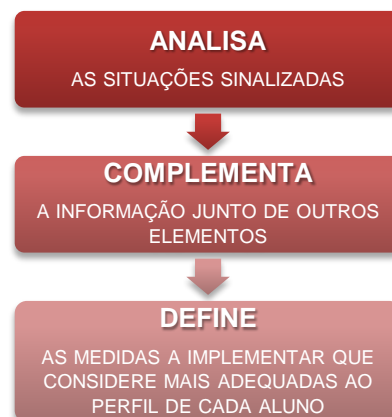 ANALISA
AS SITUAÇÕES SINALIZADAS
COMPLEMENTA
A INFORMAÇÃO JUNTO DE OUTROS
ELEMENTOS
DEFINE
AS MEDIDAS A IMPLEMENTAR QUE
CONSIDERE MAIS ADEQUADAS AO
PERFIL DE CADA ALUNO